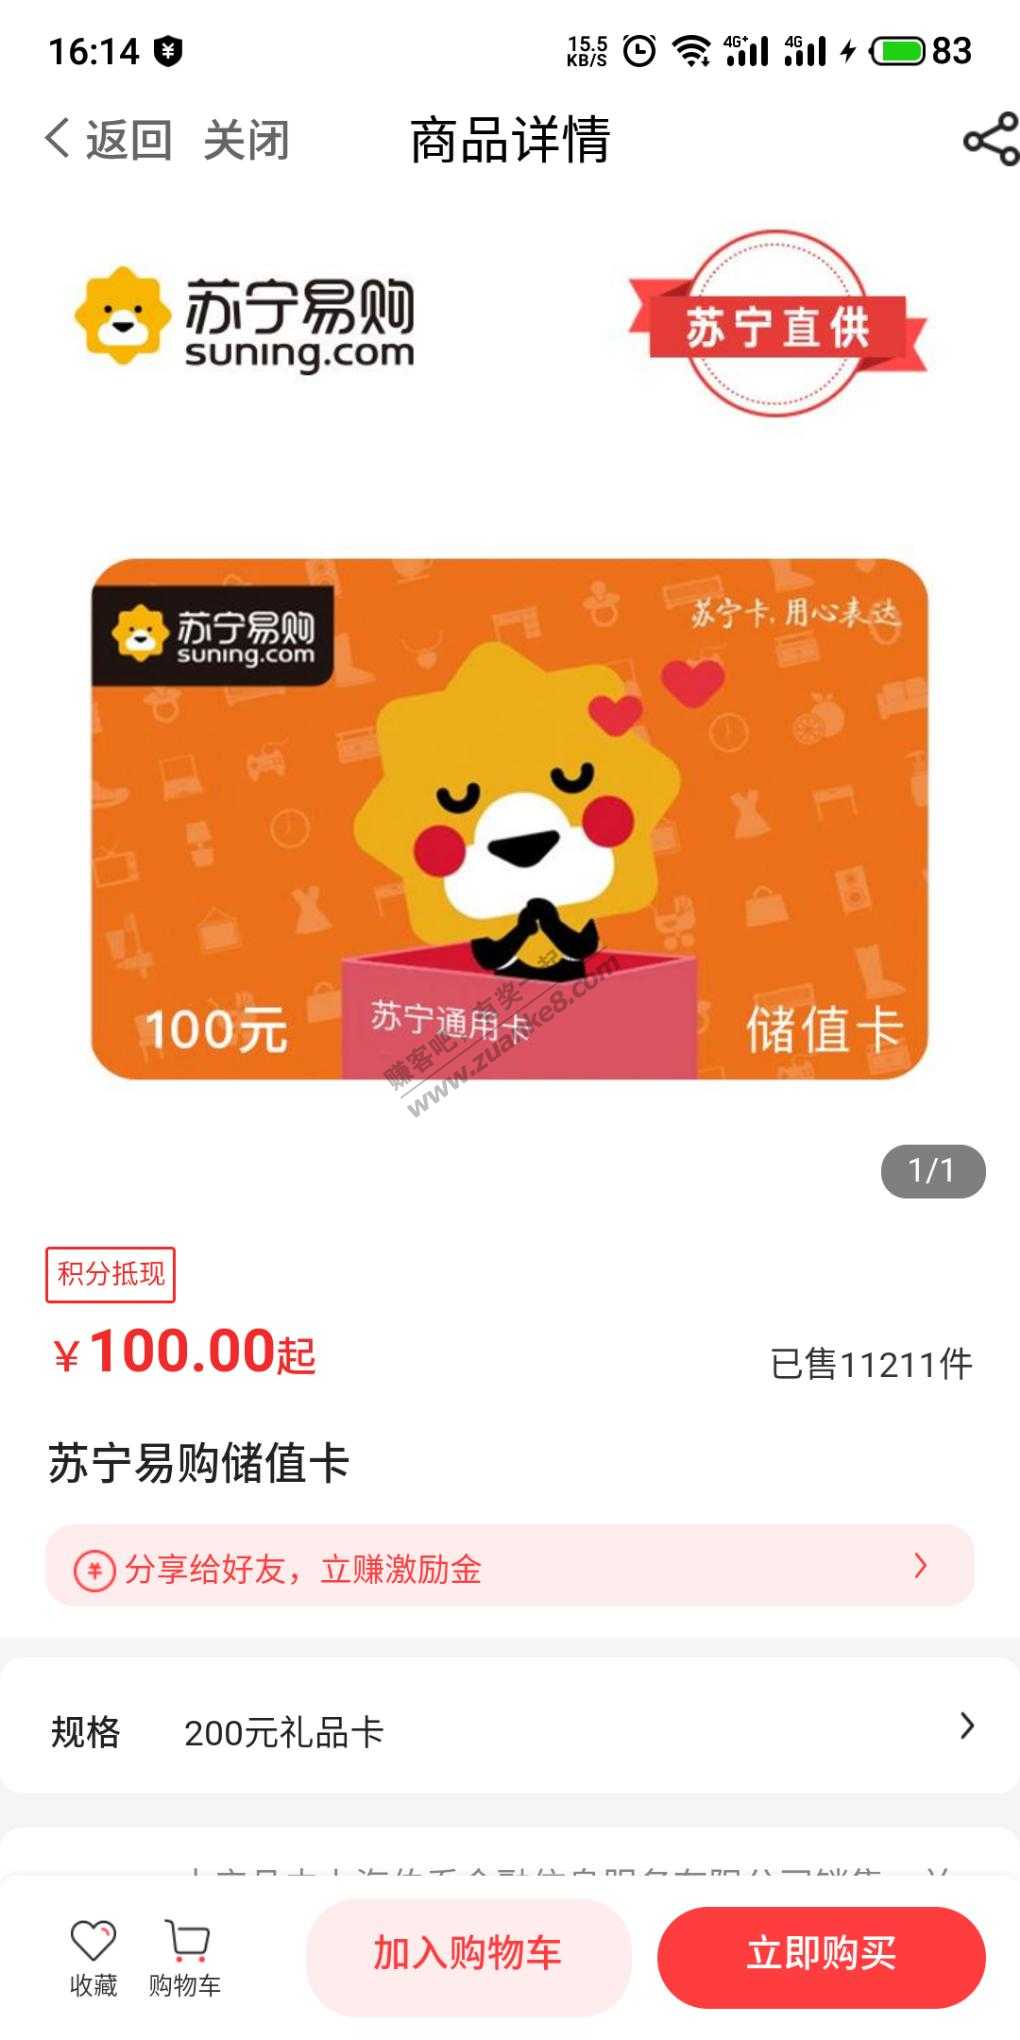 16:14
15.5
KB/S
4G+
4G
83
返回 关闭
商品详情
苏宁易购
suning.com
苏宁直供
苏宁易购
suning.com
苏宁卡,用心表达
100元
苏宁通用卡
储值卡
赚客吧,有奖一起
www.zuanke8.com
1/1
积分抵现
¥100.00起
已售11211件
苏宁易购储值卡
分享给好友，立赚激励金
规格
200元礼品卡
收藏
购物车
加入购物车
立即购买